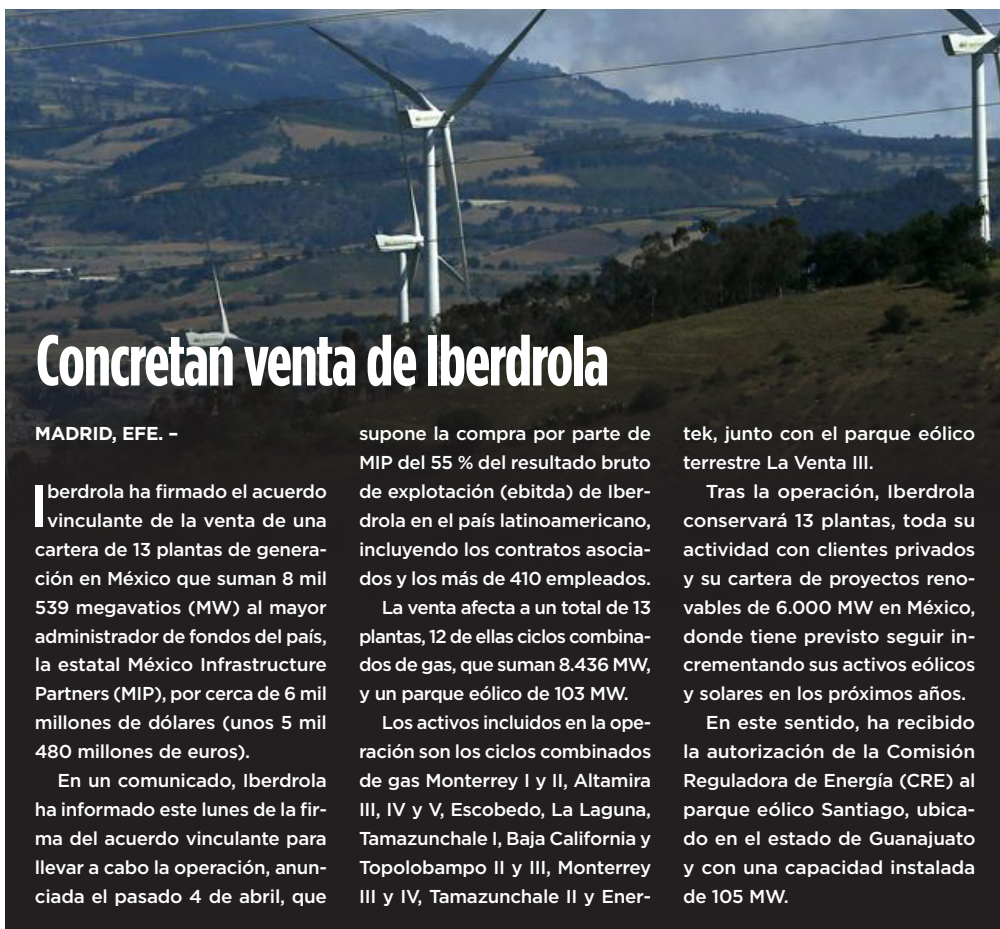 Concretan venta de Iberdrola
MADRID, EFE. –
Iberdrola ha firmado el acuerdo
vinculante de la venta de una
cartera de 13 plantas de genera-
ción en México que suman 8 mil
539 megavatios (MW) al mayor
administrador de fondos del país,
la estatal México Infrastructure
Partners (MIP), por cerca de 6 mil
millones de dólares (unos 5 mil
480 millones de euros).
En un comunicado, Iberdrola
ha informado este lunes de la fir-
ma del acuerdo vinculante para
llevar a cabo la operación, anun-
ciada el pasado 4 de abril, que
supone la compra por parte de
MIP del 55 % del resultado bruto
de explotación (ebitda) de Iber-
drola en el país latinoamericano,
incluyendo los contratos asocia-
dos y los más de 410 empleados.
La venta afecta a un total de 13
plantas, 12 de ellas ciclos combina-
dos de gas, que suman 8.436 MW,
y un parque eólico de 103 MW.
Los activos incluidos en la ope-
ración son los ciclos combinados
de gas Monterrey I y II, Altamira
III, IV y V, Escobedo, La Laguna,
Tamazunchale I, Baja California y
Topolobampo II y III, Monterrey
III y IV, Tamazunchale II y Ener-
tek, junto con el parque eólico
terrestre La Venta III.
Tras la operación, Iberdrola
conservará 13 plantas, toda su
actividad con clientes privados
y su cartera de proyectos reno-
vables de 6.000 MW en México,
donde tiene previsto seguir in-
crementando sus activos eólicos
y solares en los próximos años.
En este sentido, ha recibido
la autorización de la Comisión
Reguladora de Energía (CRE) al
parque eólico Santiago, ubica-
do en el estado de Guanajuato
y con una capacidad instalada
de 105 MW.